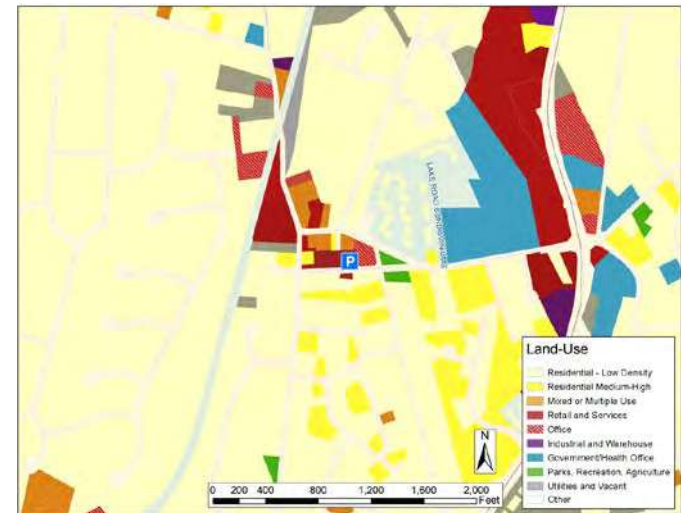 LAKE ROAD CONDOMINIUMS
P
Land-Use
Residential - Low Density
Residential Medium-High
Mixed or Multiple Use
Retail and Services
Office
Industrial and Warehouse
Government/Health Office
Parks, Recreation, Agriculture
Utilities and Vacant
Other
N
0 200 400 800 1,200 1,600 2,000
Feet